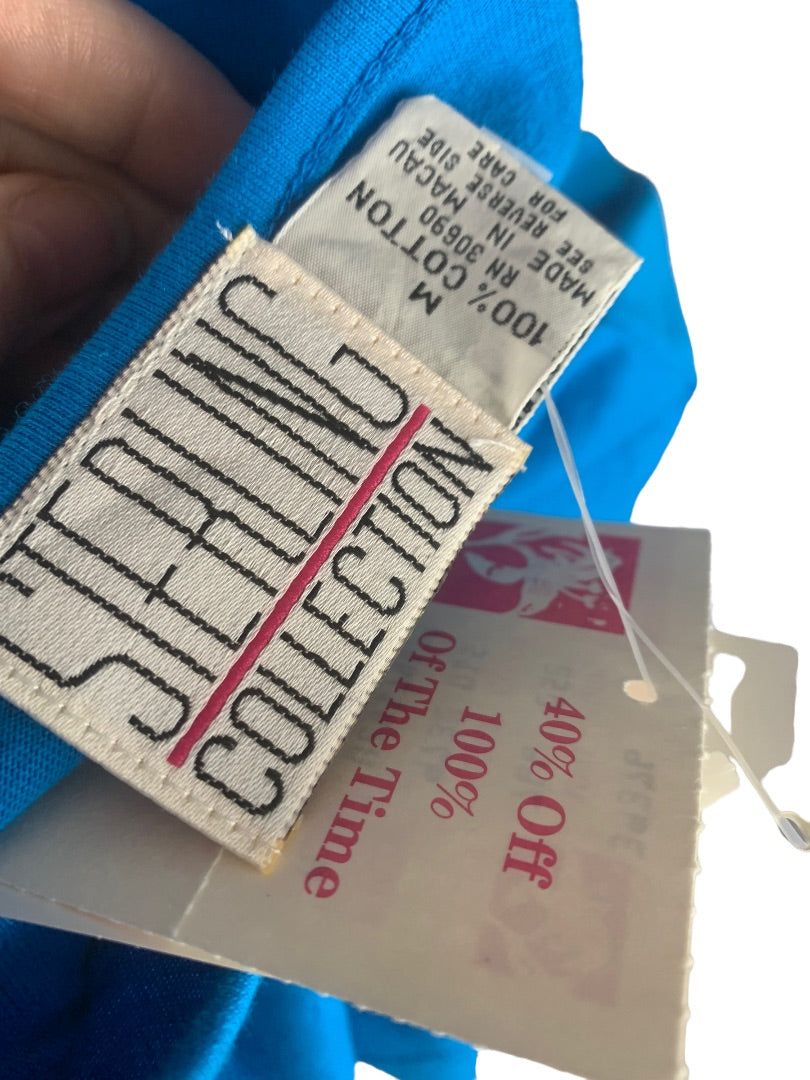 STERLING
COLLECTION
M
100% COTTON
RN 30690
MADE IN MACAU
SEE REVERSE SIDE
FOR CARE
40% Off
100%
Of The Time